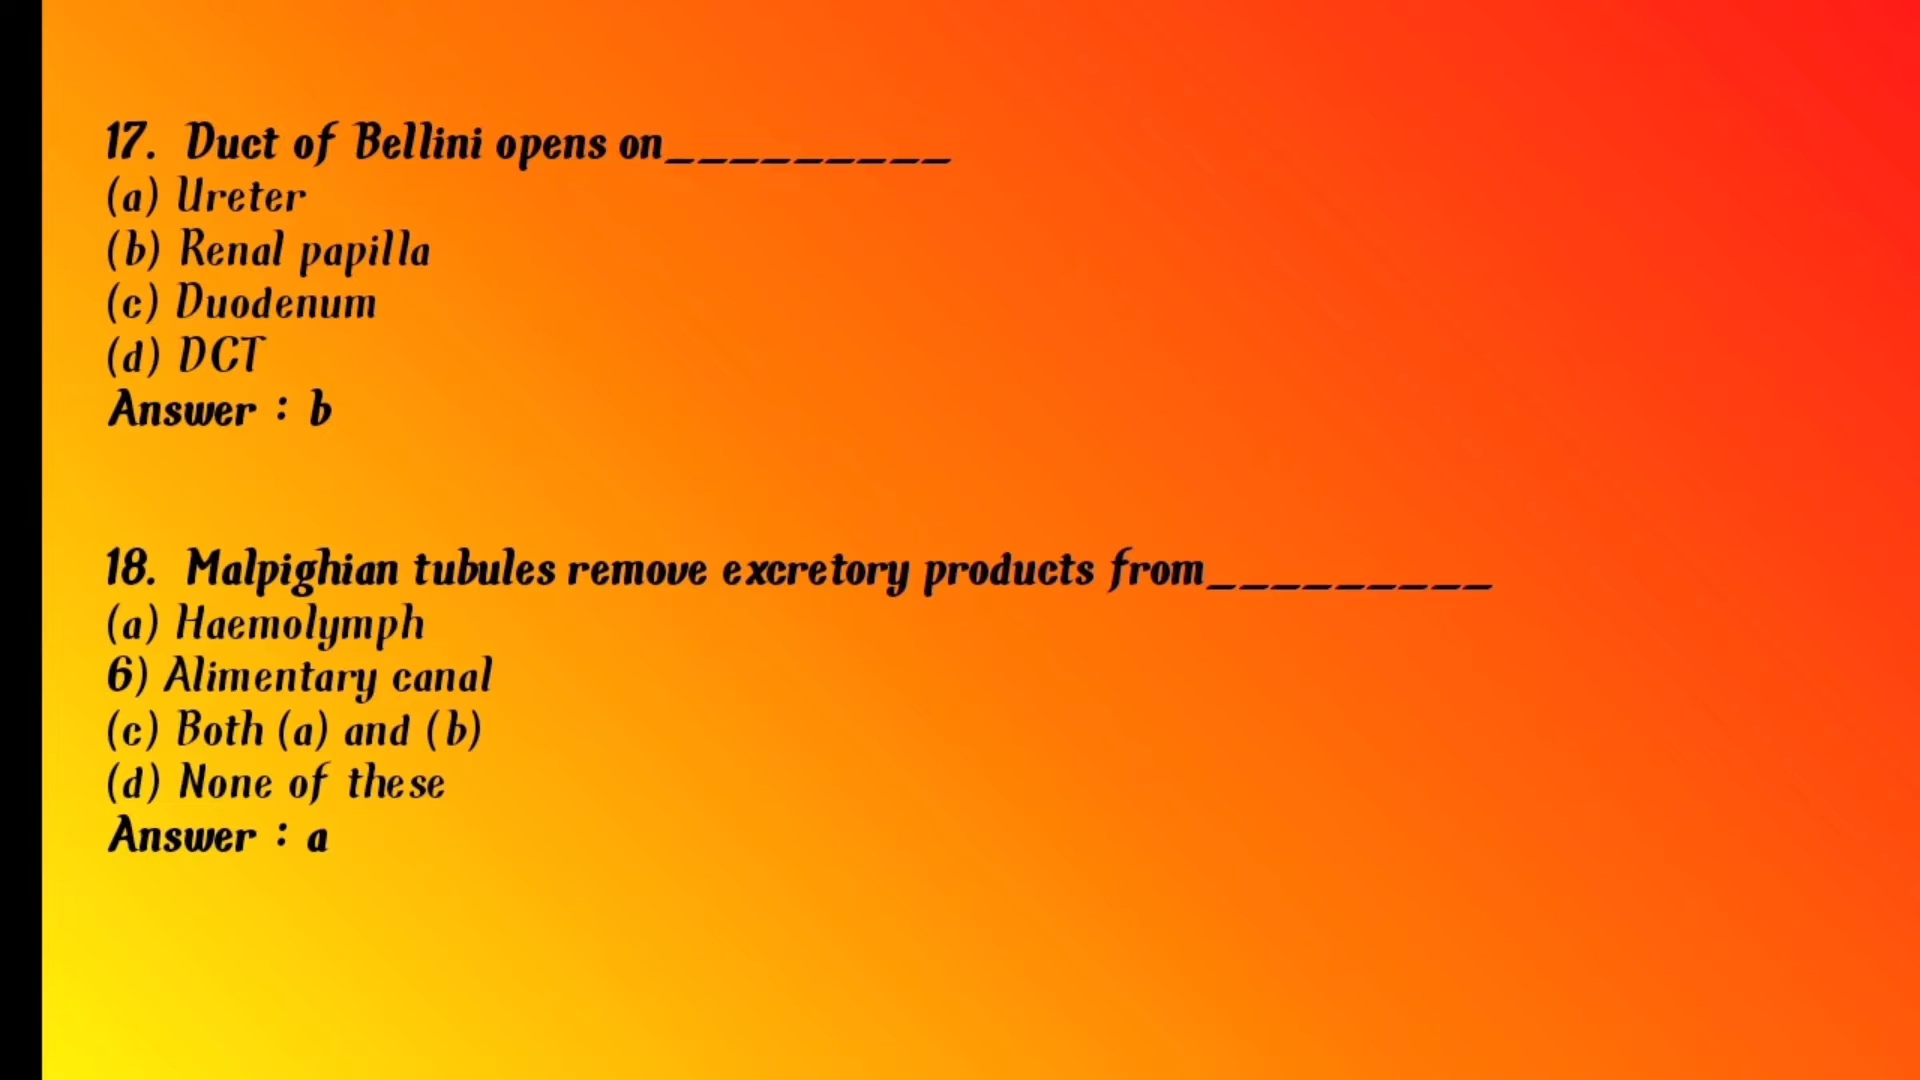 17. Duct of Bellini opens on_________
(a) Ureter
(b) Renal papilla
(c) Duodenum
(d) DCT
Answer : b
18. Malpighian tubules remove excretory products from_________
(a) Haemolymph
6) Alimentary canal
(c) Both (a) and (b)
(d) None of these
Answer : a